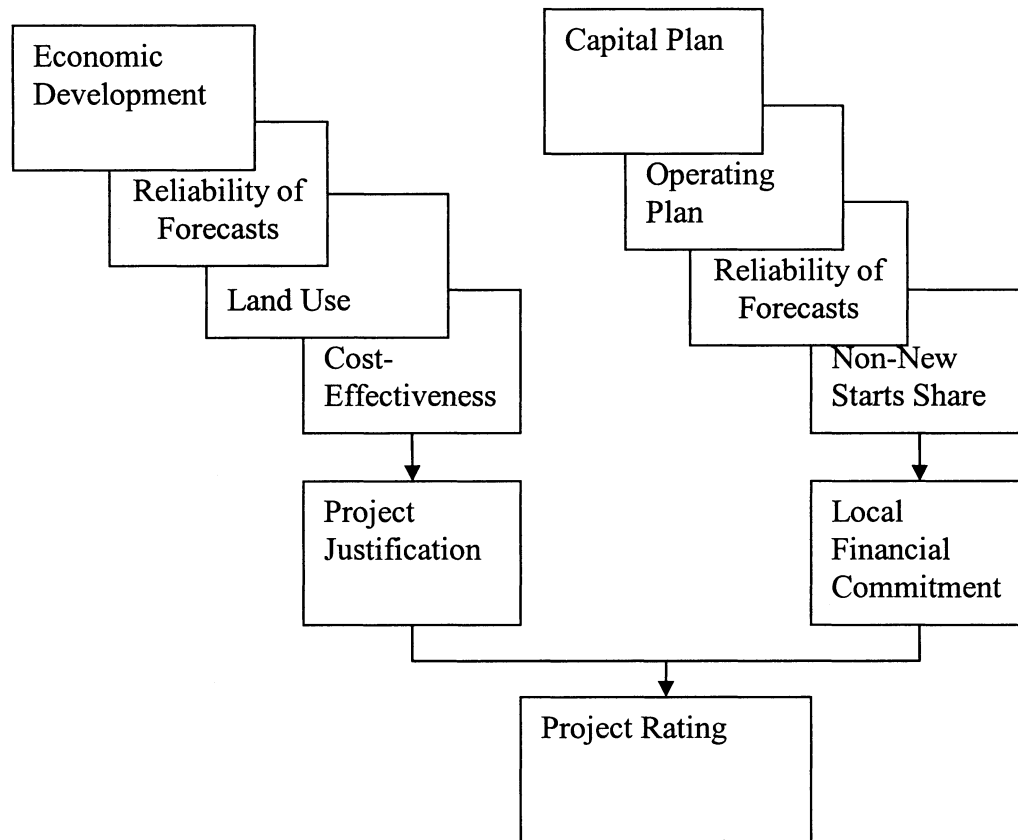 Economic
Development
Reliability of
Forecasts
Land Use
Cost-
Effectiveness
Project
Justification
Capital Plan
Operating
Plan
Reliability of
Forecasts
Non-New
Starts Share
Local
Financial
Commitment
Project Rating